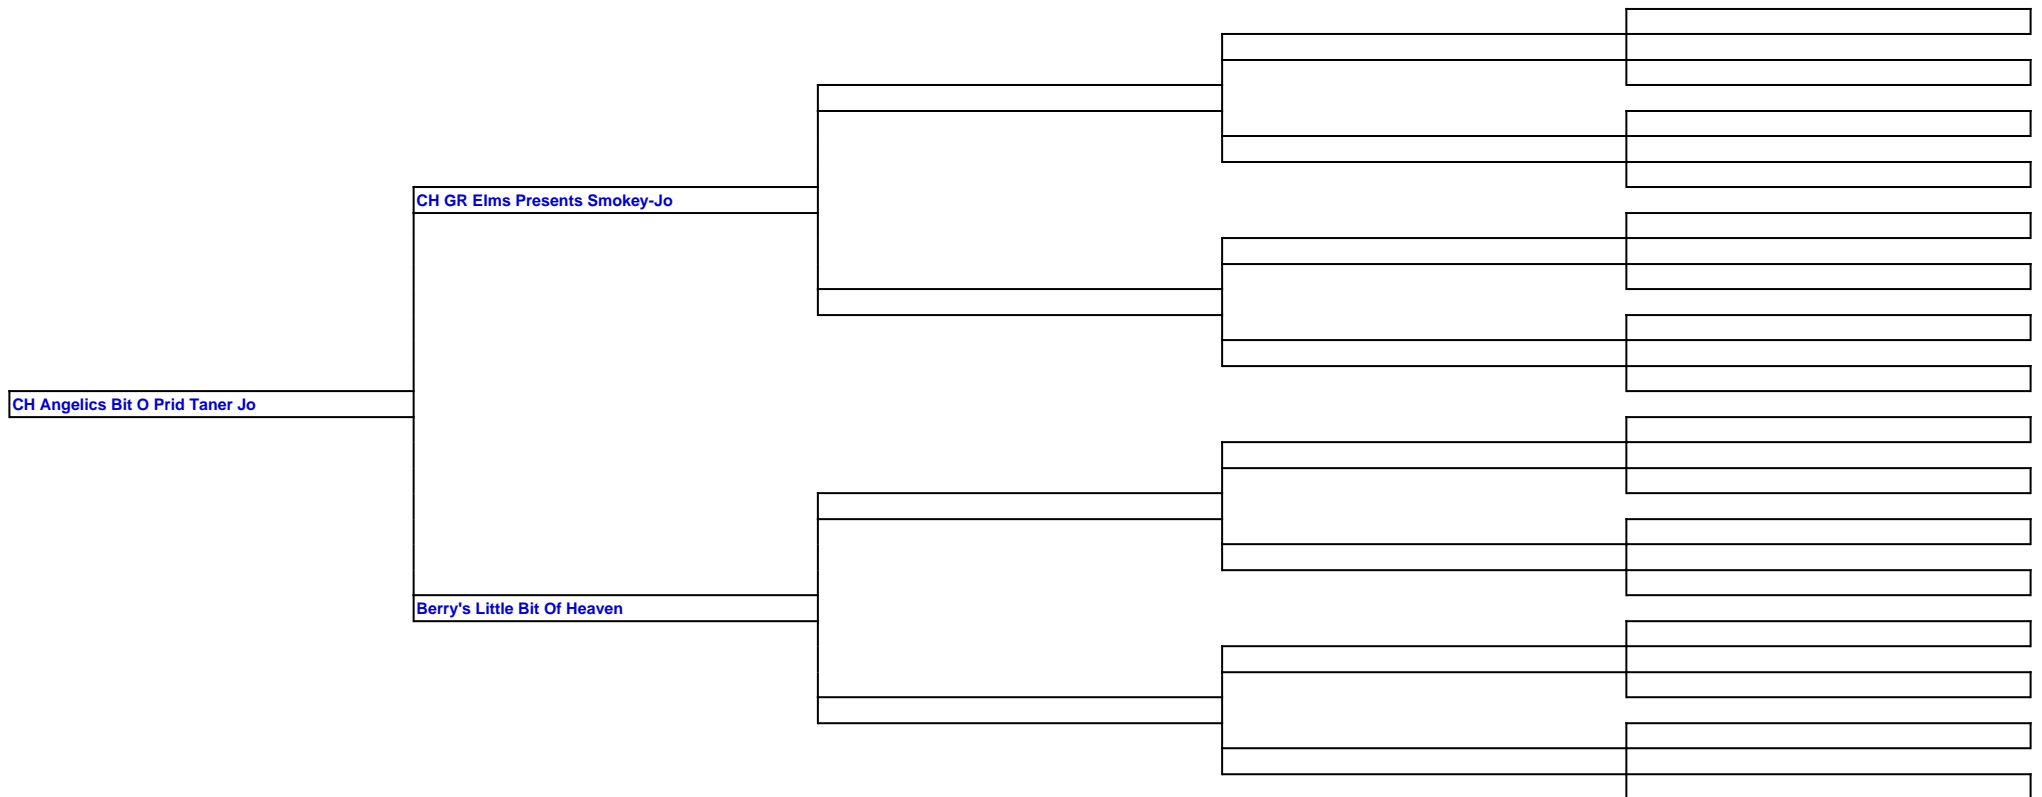 CH GR Elms Presents Smokey-Jo
CH Angelics Bit O Prid Taner Jo
Berry's Little Bit Of Heaven